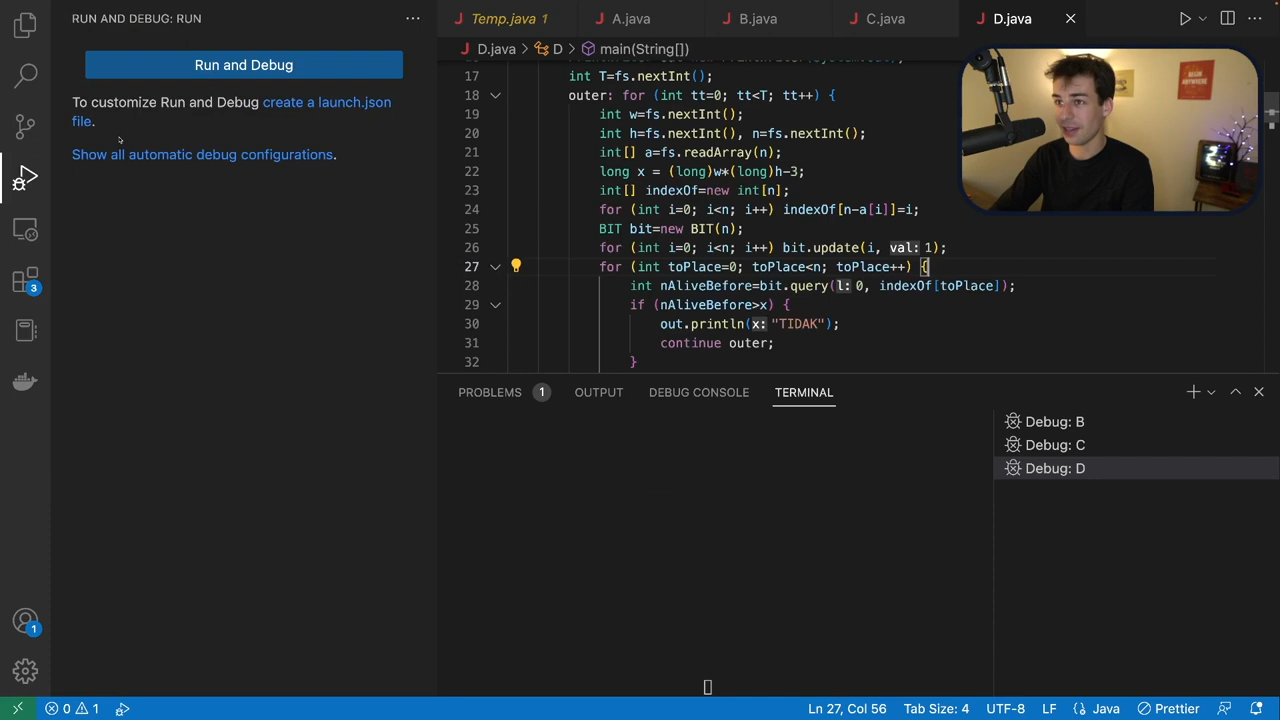 RUN AND DEBUG: RUN
Run and Debug
To customize Run and Debug create a launch.json
file.
Show all automatic debug configurations.
3
1
Temp.java 1
A.java
B.java
C.java
D.java
D.java > D > main(String[])
17 int T=fs.nextInt();
18 outer: for (int tt=0; tt<T; tt++) {
19 int w=fs.nextInt();
20 int h=fs.nextInt(), n=fs.nextInt();
21 int[] a=fs.readArray(n);
22 long x = (long)w*(long)h-3;
23 int[] indexOf=new int[n];
24 for (int i=0; i<n; i++) indexOf[n-a[i]]=i;
25 BIT bit=new BIT(n);
26 for (int i=0; i<n; i++) bit.update(i, val: 1);
27 for (int toPlace=0; toPlace<n; toPlace++) {
28 int nAliveBefore=bit.query(l: 0, indexOf[toPlace]);
29 if (nAliveBefore>x) {
30 out.println(x: "TIDAK");
31 continue outer;
32 }
BEGIN
ANYWHERE
PROBLEMS 1 OUTPUT DEBUG CONSOLE TERMINAL
Debug: B
Debug: C
Debug: D
0 1
Ln 27, Col 56 Tab Size: 4 UTF-8 LF {} Java Prettier